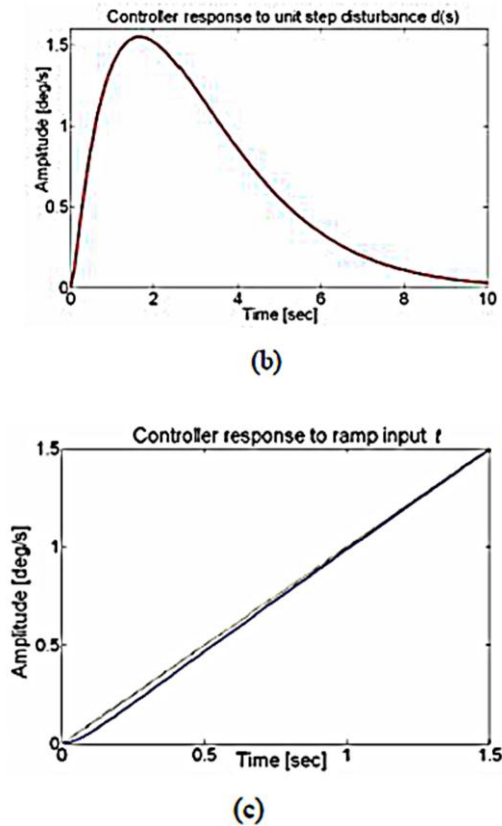 Controller response to unit step disturbance d(s)
Amplitude [deg/s]
1.5
1
0.5
0
0
2
4
6
8
10
Time [sec]
(b)
Controller response to ramp input t
Amplitude [deg/s]
1.5
1
0.5
0
0
0.5
1
1.5
Time [sec]
(c)